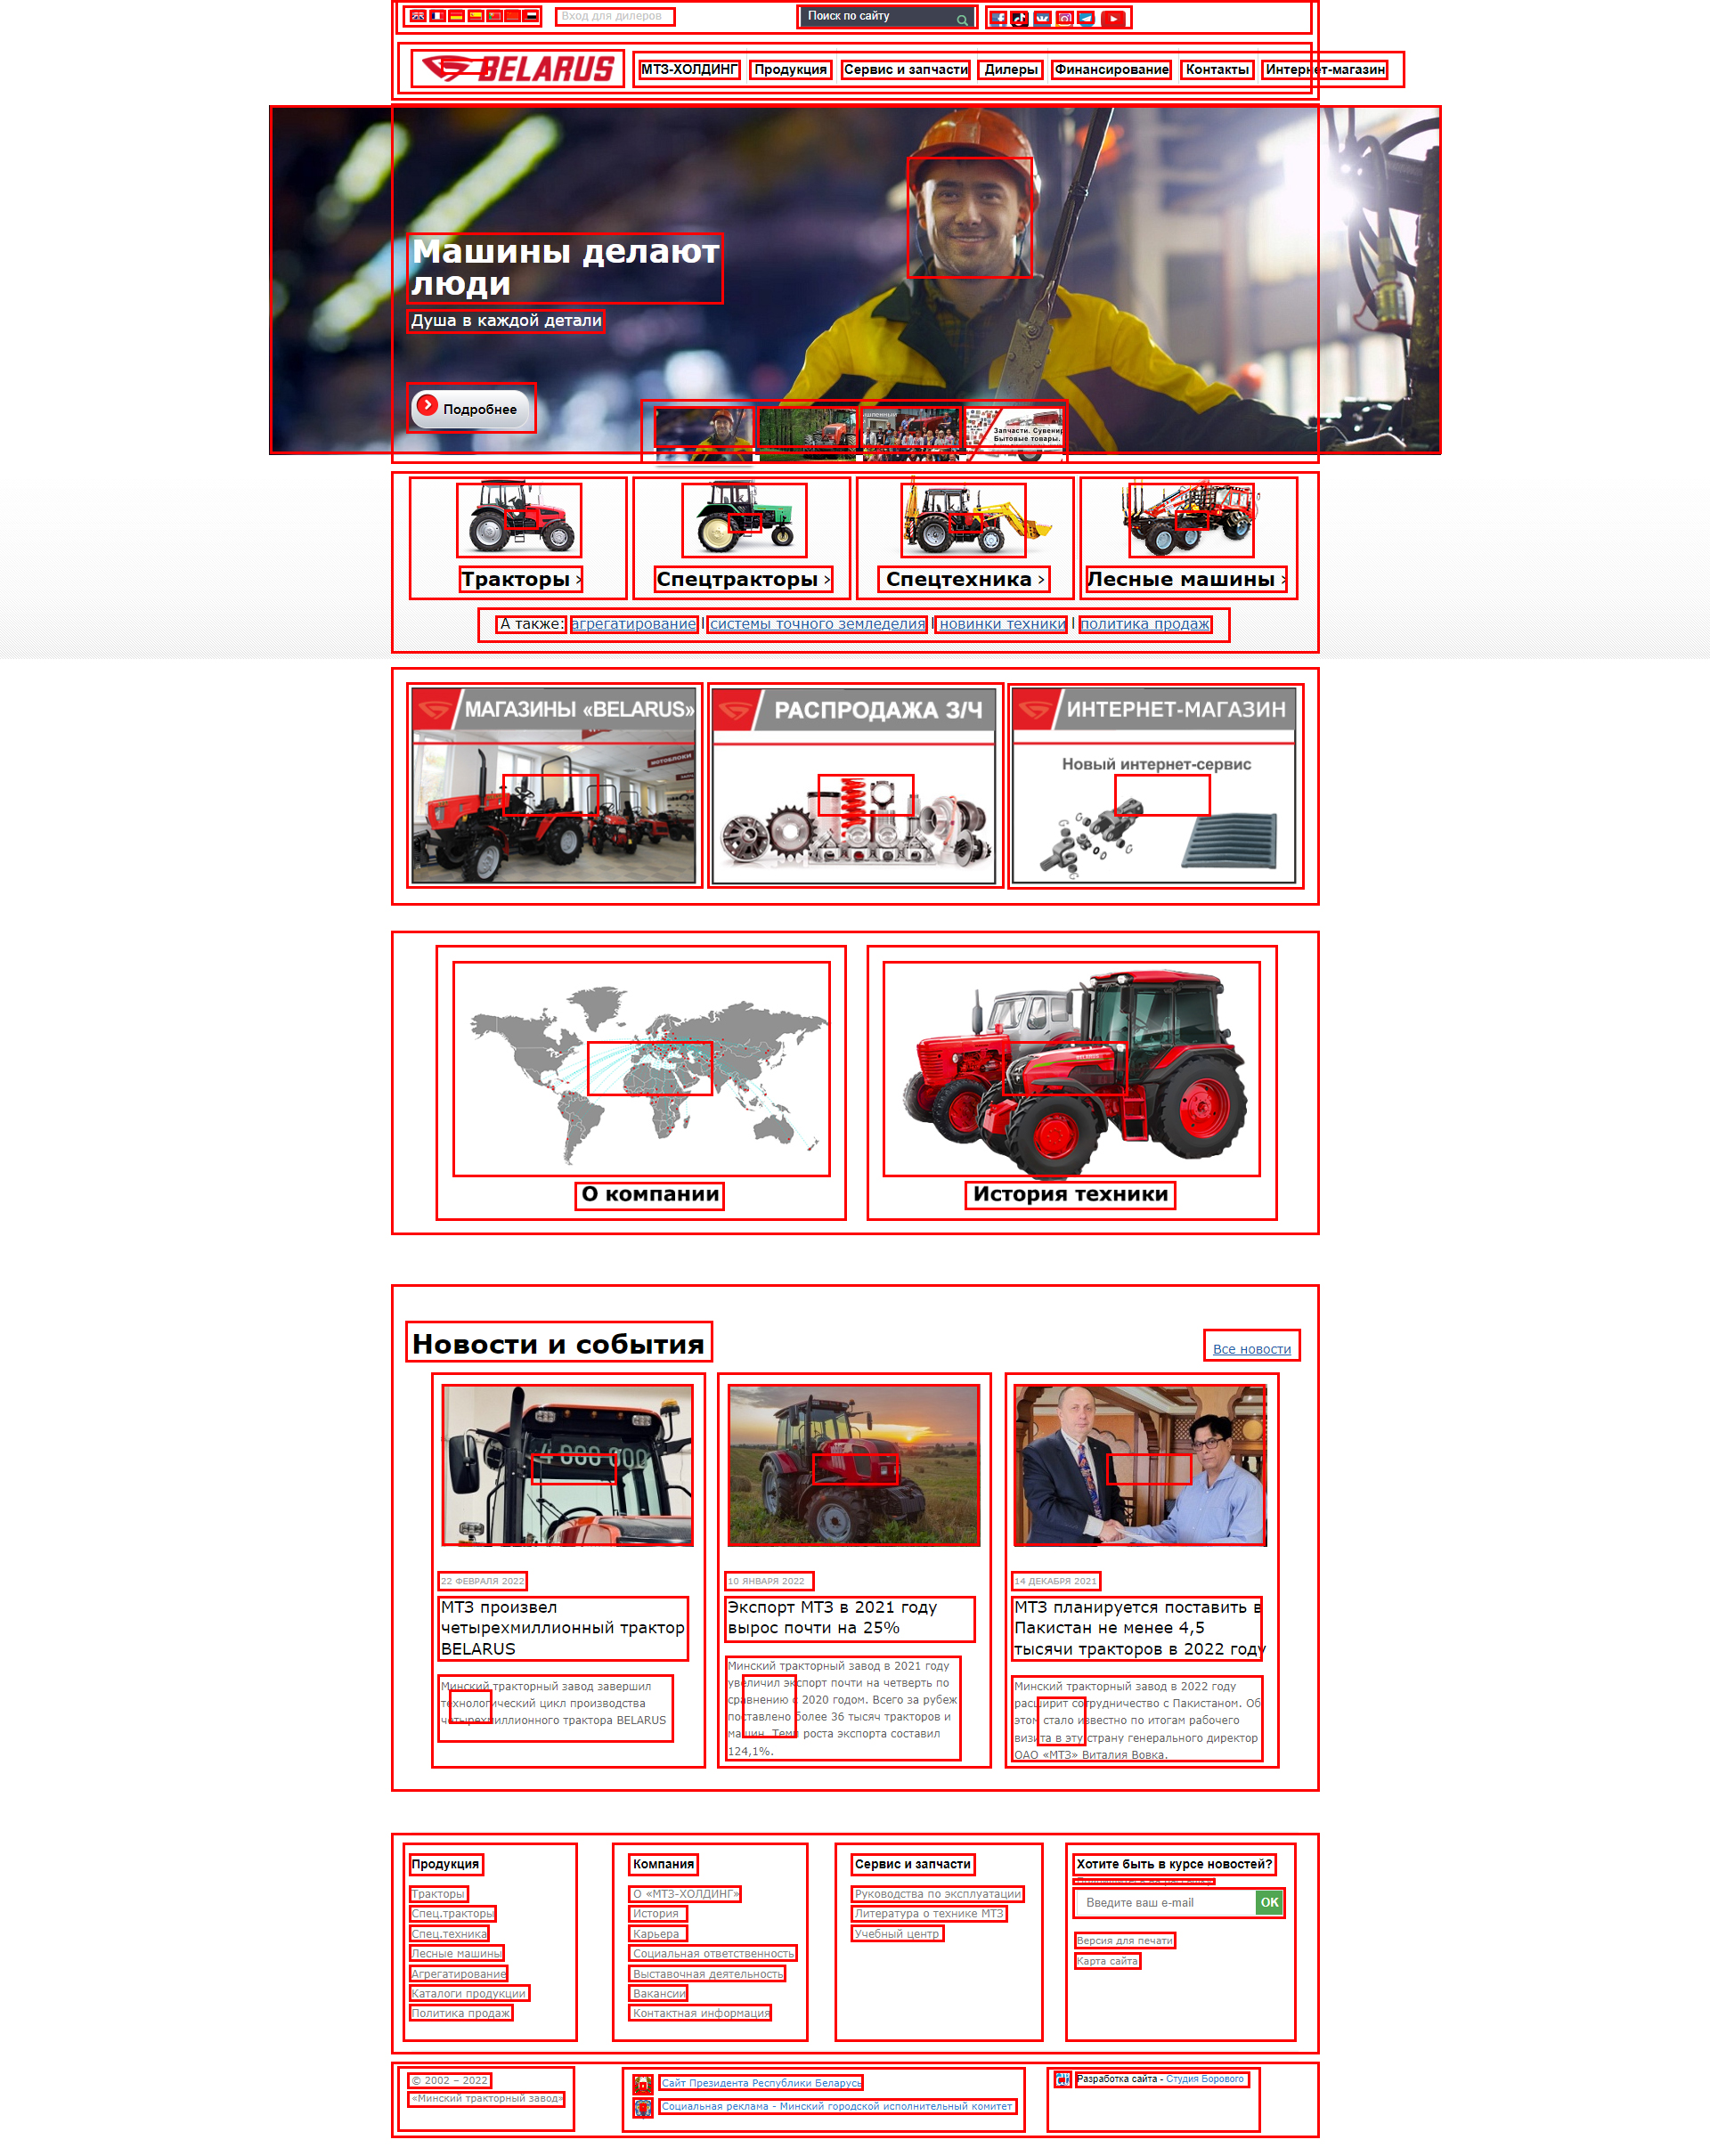 Вход для дилеров
Поиск по сайту
BELARUS
МТЗ-ХОЛДИНГ
Продукция
Сервис и запчасти
Дилеры
Финансирование
Контакты
Интернет-магазин
Машины делают
люди
Душа в каждой детали
Подробнее
Запчасти. Сувенир
Бытовые товары.
Тракторы >
Спецтракторы >
Спецтехника >
Лесные машины >
А также: агрегатирование | системы точного земледелия | новинки техники | политика продаж
МАГАЗИНЫ «BELARUS»
РАСПРОДАЖА З/Ч
ИНТЕРНЕТ-МАГАЗИН
Новый интернет-сервис
О компании
История техники
Новости и события
Все новости
4 000 000
22 ФЕВРАЛЯ 2022
МТЗ произвел
четырехмиллионный трактор
BELARUS
Минский тракторный завод завершил
технологический цикл производства
четырехмиллионного трактора BELARUS
10 ЯНВАРЯ 2022
Экспорт МТЗ в 2021 году
вырос почти на 25%
Минский тракторный завод в 2021 году
увеличил экспорт почти на четверть по
сравнению с 2020 годом. Всего за рубеж
поставлено более 36 тысяч тракторов и
машин. Темп роста экспорта составил
124,1%.
14 ДЕКАБРЯ 2021
МТЗ планируется поставить в
Пакистан не менее 4,5
тысячи тракторов в 2022 году
Минский тракторный завод в 2022 году
расширит сотрудничество с Пакистаном. Об
этом стало известно по итогам рабочего
визита в эту страну генерального директор
ОАО «МТЗ» Виталия Вовка.
Продукция
Тракторы
Спец.тракторы
Спец.техника
Лесные машины
Агрегатирование
Каталоги продукции
Политика продаж
Компания
О «МТЗ-ХОЛДИНГ»
История
Карьера
Социальная ответственность
Выставочная деятельность
Вакансии
Контактная информация
Сервис и запчасти
Руководства по эксплуатации
Литература о технике МТЗ
Учебный центр
Хотите быть в курсе новостей?
Введите ваш e-mail
OK
Версия для печати
Карта сайта
© 2002 – 2022
«Минский тракторный завод»
Сайт Президента Республики Беларусь
Социальная реклама - Минский городской исполнительный комитет
Разработка сайта - Студия Борового